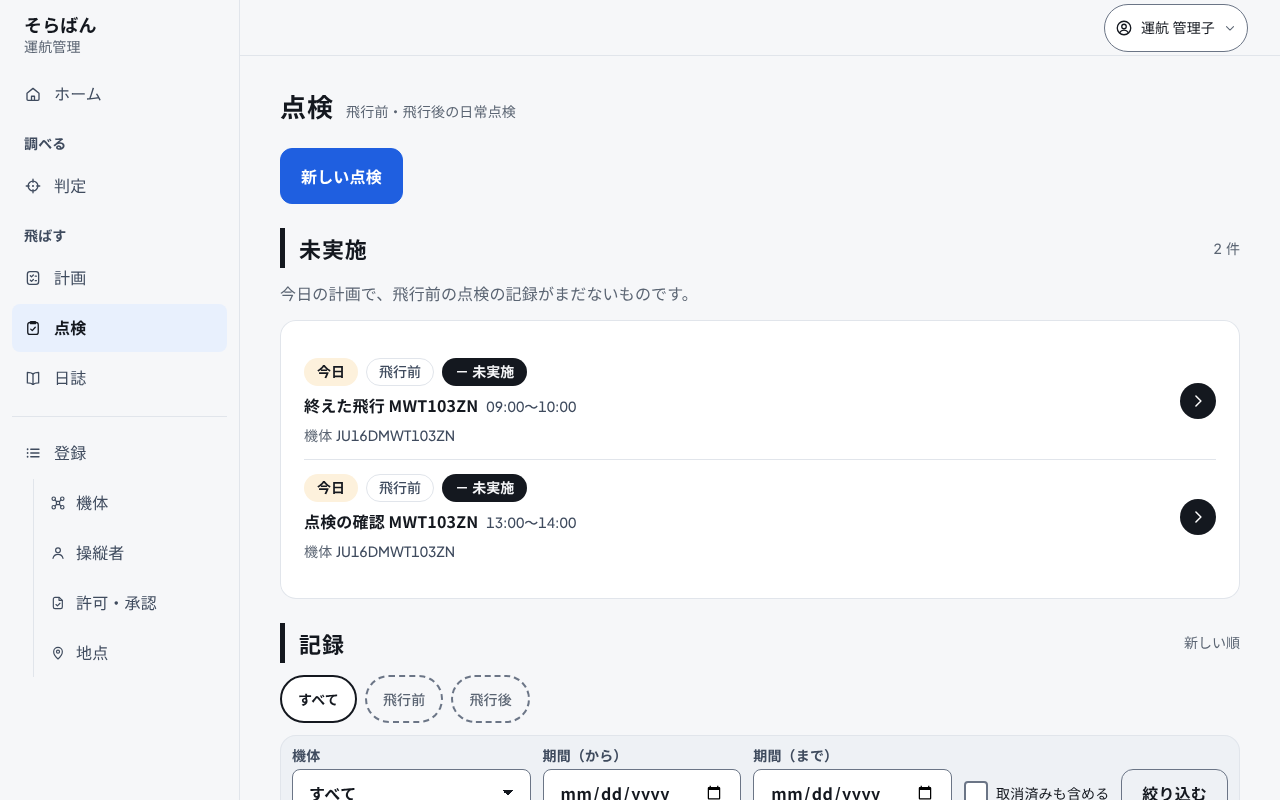 そらばん
運航管理
運航 管理子
ホーム
調べる
判定
飛ばす
計画
点検
日誌
登録
機体
操縦者
許可・承認
地点
点検 飛行前・飛行後の日常点検
新しい点検
未実施 2 件
今日の計画で、飛行前の点検の記録がまだないものです。
今日 飛行前 ー 未実施
終えた飛行 MWT103ZN 09:00〜10:00
機体 JU16DMWT103ZN
今日 飛行前 ー 未実施
点検の確認 MWT103ZN 13:00〜14:00
機体 JU16DMWT103ZN
記録 新しい順
すべて 飛行前 飛行後
機体 期間（から） 期間（まで）
すべて mm/dd/yyyy mm/dd/yyyy 取消済みも含める 絞り込む